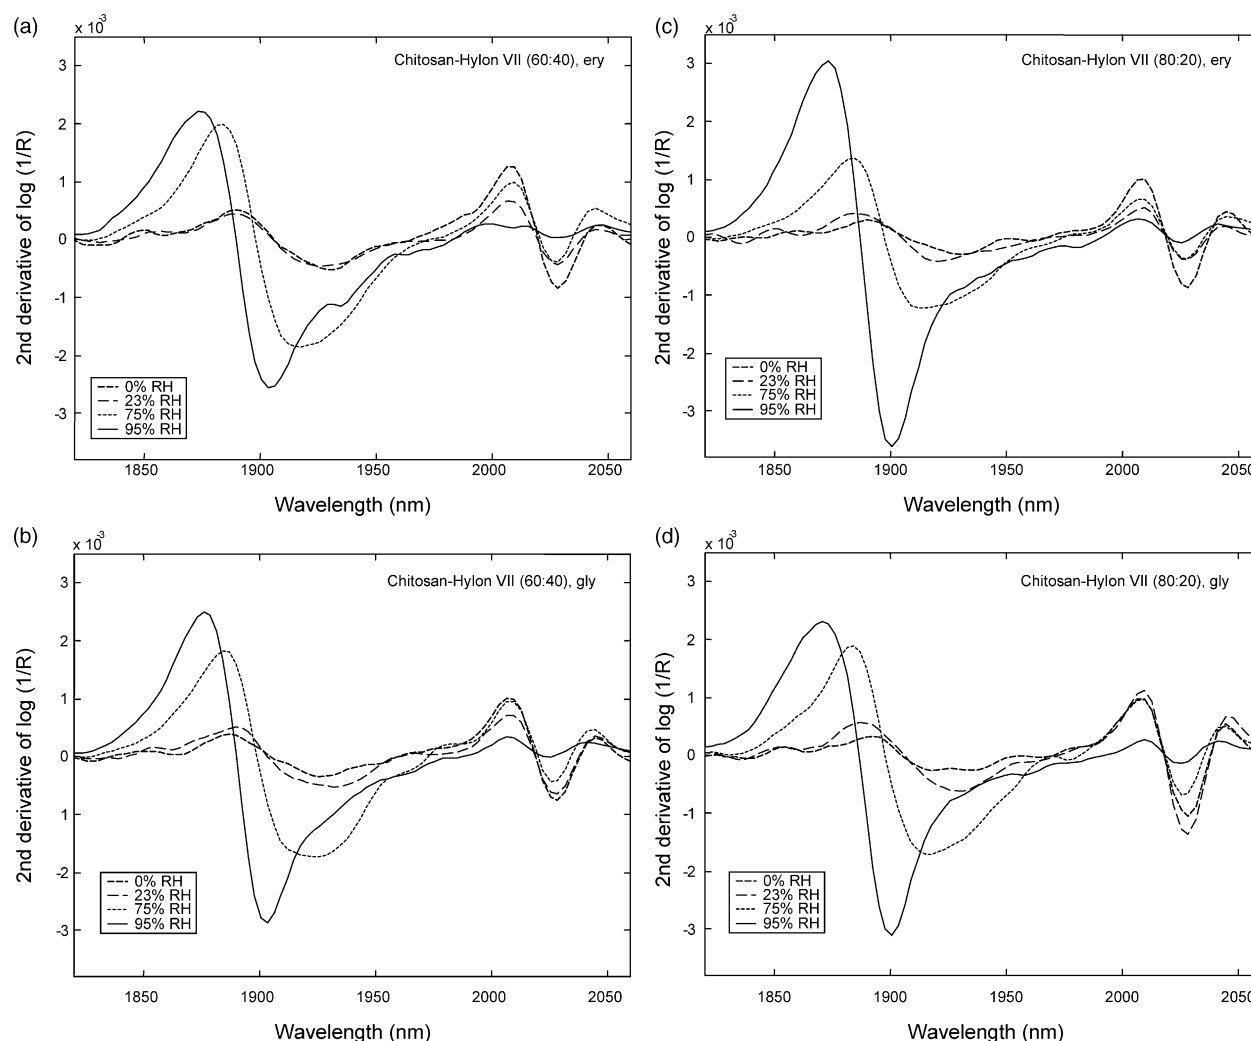 (a)
x 10-3
Chitosan-Hylon VII (60:40), ery
2nd derivative of log (1/R)
3
2
1
0
-1
-2
-3
0% RH
23% RH
75% RH
95% RH
1850 1900 1950 2000 2050
Wavelength (nm)
(c)
x 10-3
Chitosan-Hylon VII (80:20), ery
2nd derivative of log (1/R)
3
2
1
0
-1
-2
-3
0% RH
23% RH
75% RH
95% RH
1850 1900 1950 2000 2050
Wavelength (nm)
(b)
x 10-3
Chitosan-Hylon VII (60:40), gly
2nd derivative of log (1/R)
3
2
1
0
1
-2
-3
0% RH
23% RH
75% RH
95% RH
1850 1900 1950 2000 2050
Wavelength (nm)
(d)
x 10-3
Chitosan-Hylon VII (80:20), gly
2nd derivative of log (1/R)
3
2
1
0
-1
-2
-3
0% RH
23% RH
75% RH
95% RH
1850 1900 1950 2000 2050
Wavelength (nm)